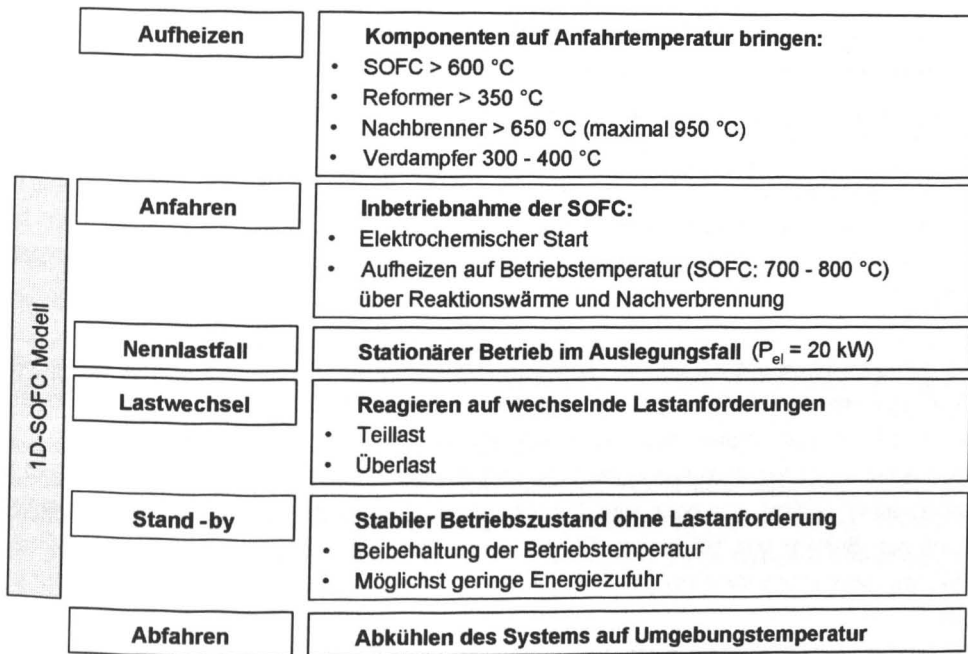 Aufheizen
Komponenten auf Anfahrtemperatur bringen:
• SOFC > 600 °C
• Reformer > 350 °C
• Nachbrenner > 650 °C (maximal 950 °C)
• Verdampfer 300 - 400 °C
1D-SOFC Modell
Anfahren
Inbetriebnahme der SOFC:
• Elektrochemischer Start
• Aufheizen auf Betriebstemperatur (SOFC: 700 - 800 °C)
über Reaktionswärme und Nachverbrennung
Nennlastfall
Stationärer Betrieb im Auslegungsfall (Pel = 20 kW)
Lastwechsel
Reagieren auf wechselnde Lastanforderungen
• Teillast
• Überlast
Stand -by
Stabiler Betriebszustand ohne Lastanforderung
• Beibehaltung der Betriebstemperatur
• Möglichst geringe Energiezufuhr
Abfahren
Abkühlen des Systems auf Umgebungstemperatur